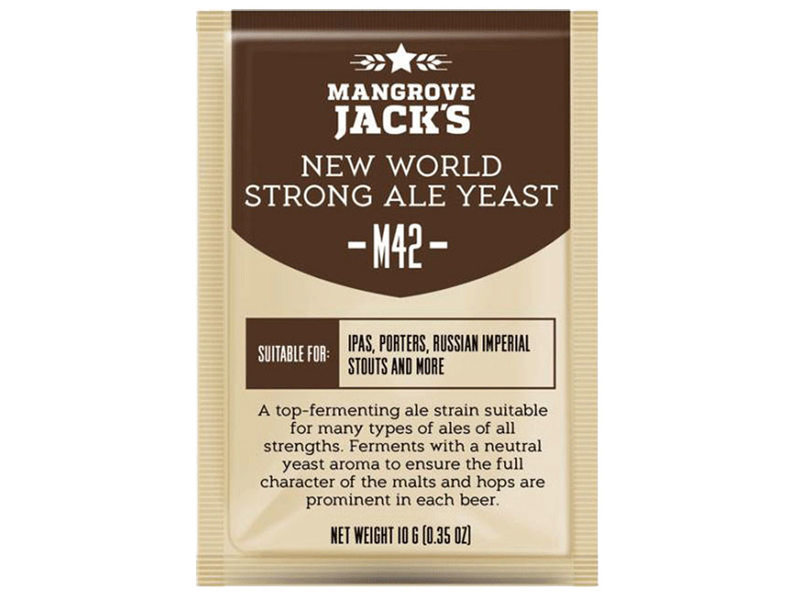 MANGROVE
JACK'S
NEW WORLD
STRONG ALE YEAST
- M42 -
SUITABLE FOR:
IPAS, PORTERS, RUSSIAN IMPERIAL
STOUTS AND MORE
A top-fermenting ale strain suitable
for many types of ales of all
strengths. Ferments with a neutral
yeast aroma to ensure the full
character of the malts and hops are
prominent in each beer.
NET WEIGHT 10 G (0.35 OZ)